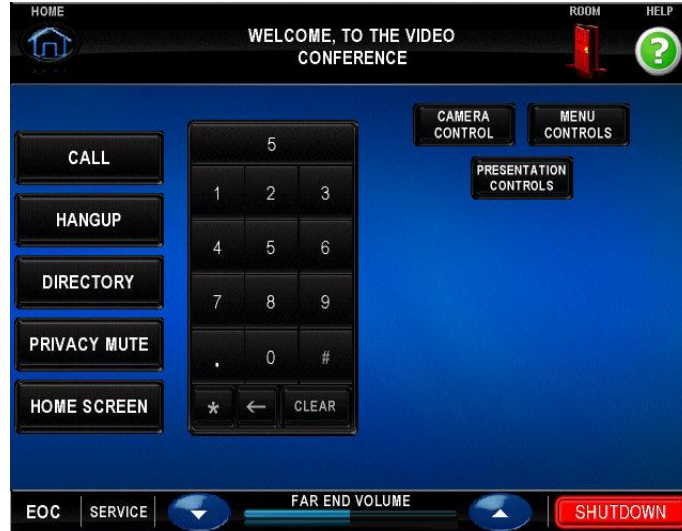 HOME
ROOM
HELP
WELCOME, TO THE VIDEO
CONFERENCE
?
CALL
HANGUP
DIRECTORY
PRIVACY MUTE
HOME SCREEN
5
1 2 3
4 5 6
7 8 9
. 0 #
* ← CLEAR
CAMERA
CONTROL
MENU
CONTROLS
PRESENTATION
CONTROLS
EOC
SERVICE
FAR END VOLUME
SHUTDOWN